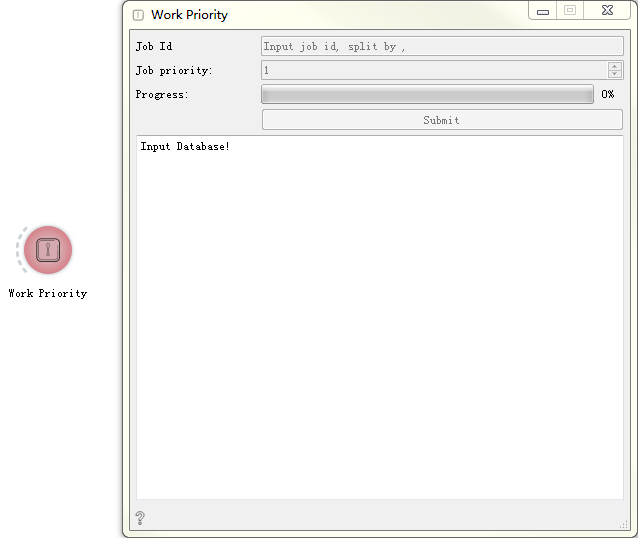 Work Priority
Job Id
Input job id, split by ,
Job priority:
1
Progress:
0%
Submit
Input Database!
Work Priority
?